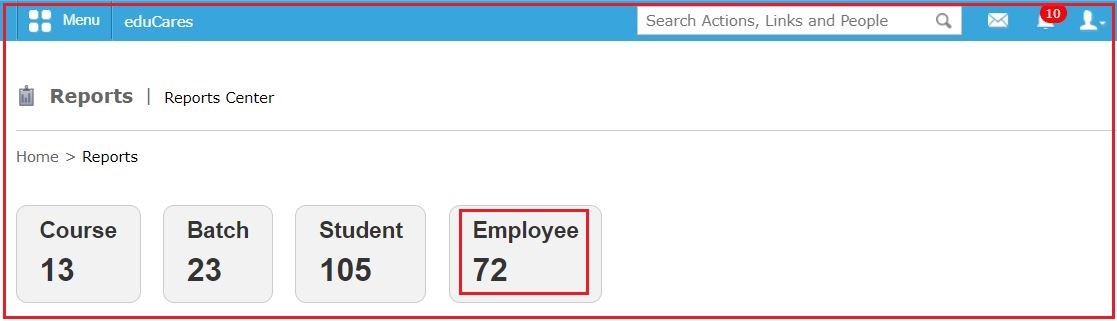 Menu eduCares Search Actions, Links and People 10
Reports | Reports Center
Home > Reports
Course Batch Student Employee
13 23 105 72